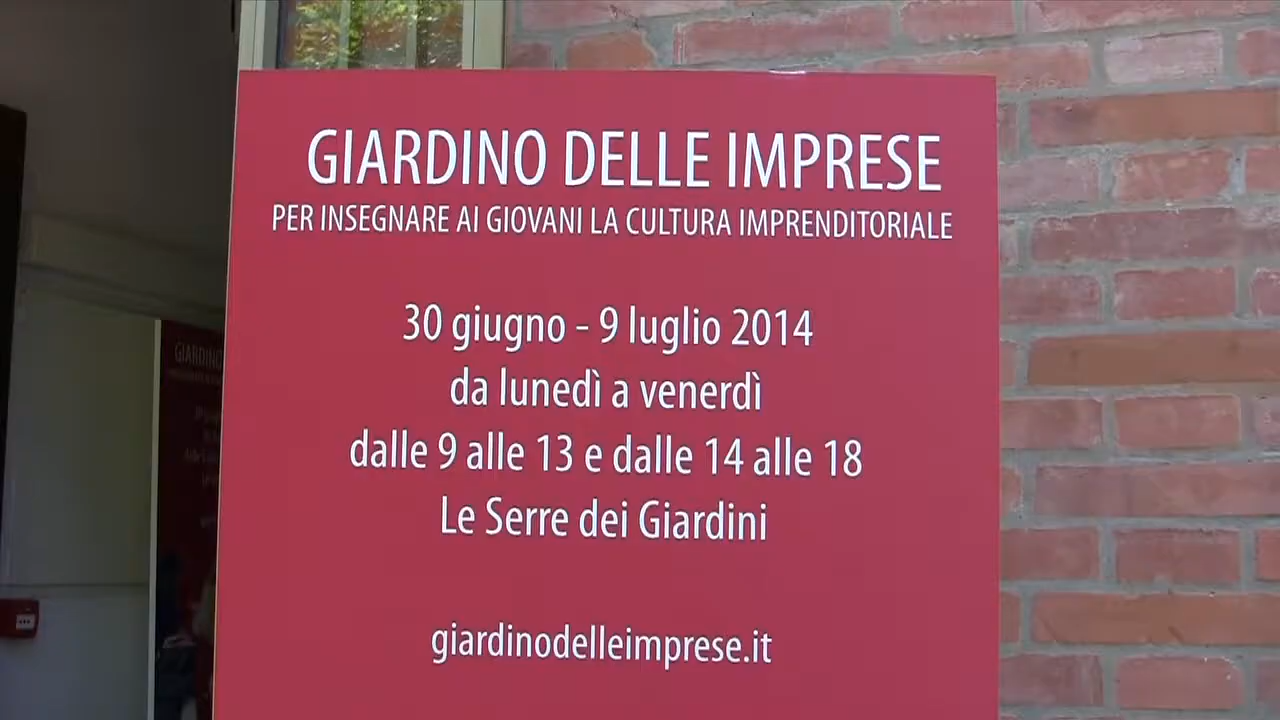 GIARDINO DELLE IMPRESE
PER INSEGNARE AI GIOVANI LA CULTURA IMPRENDITORIALE
30 giugno - 9 luglio 2014
da lunedì a venerdì
dalle 9 alle 13 e dalle 14 alle 18
Le Serre dei Giardini
giardinodelleimprese.it
GIARDINO